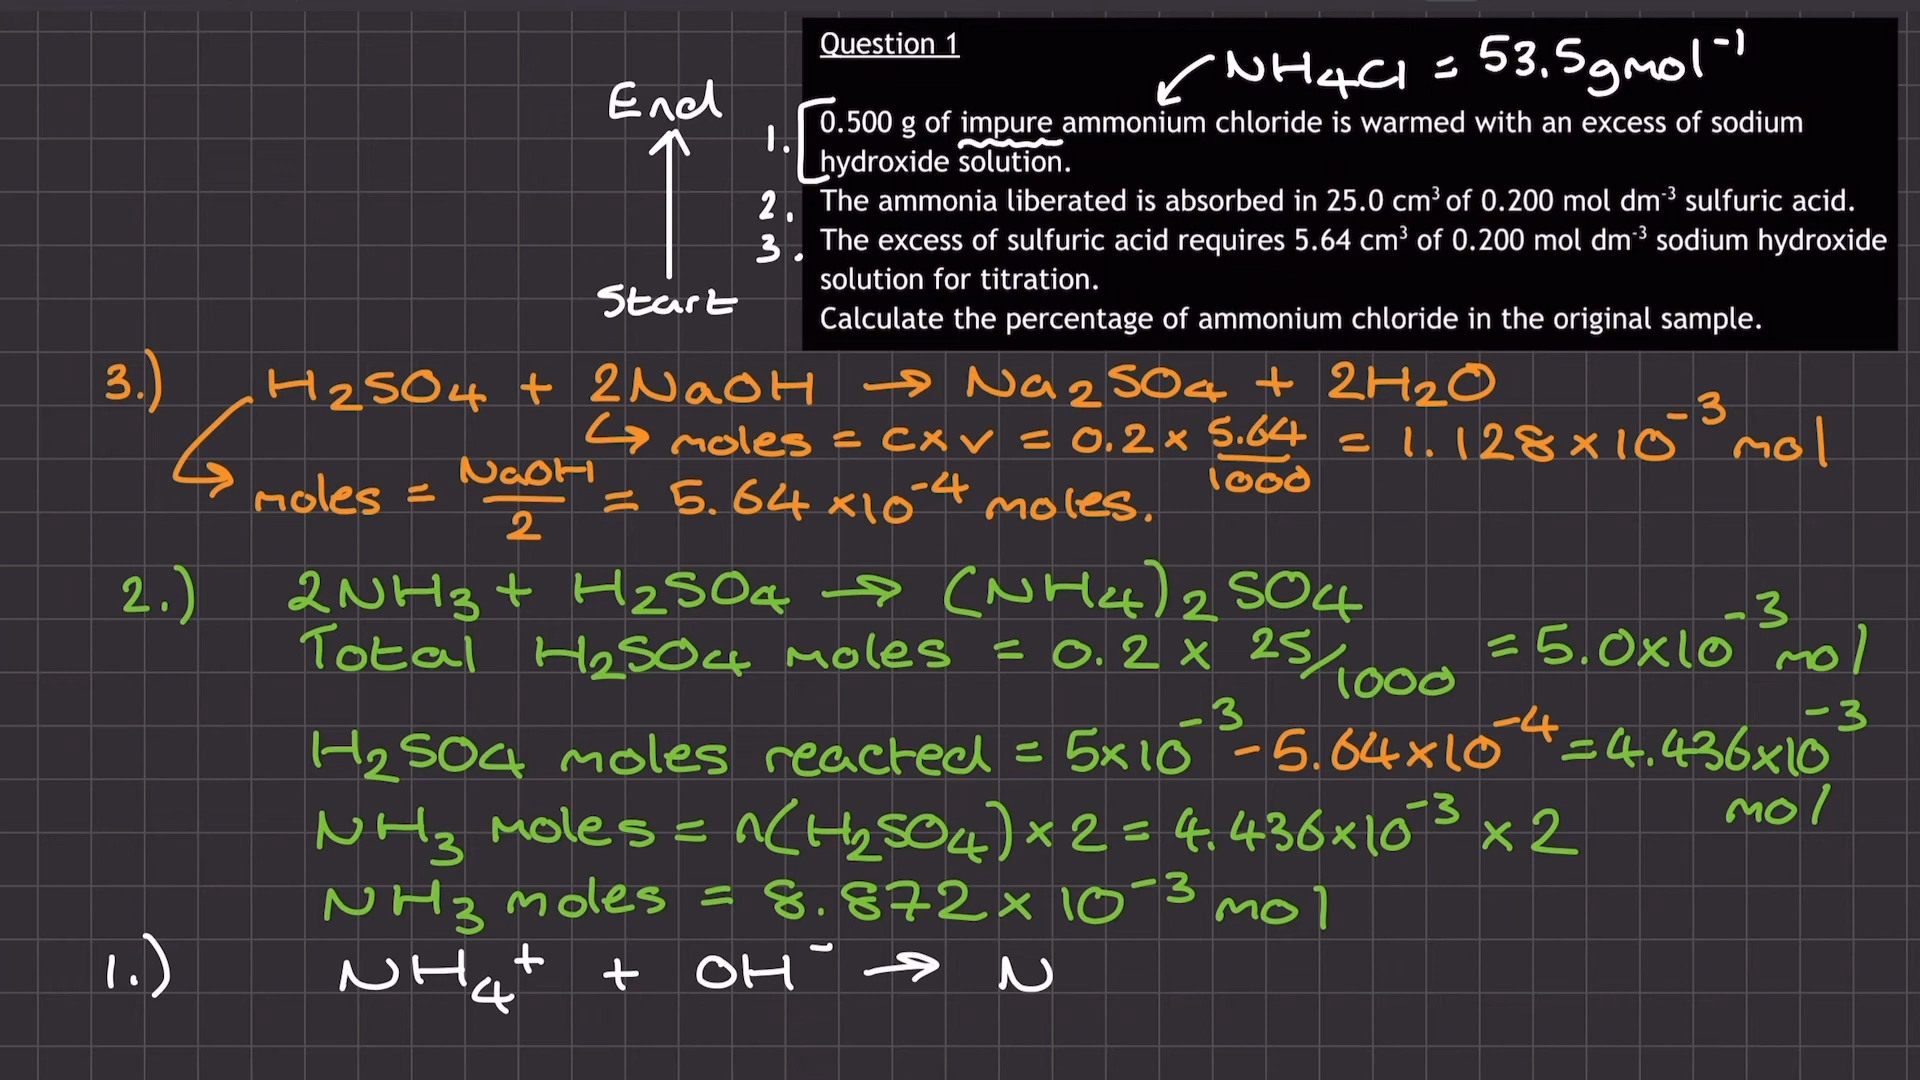 Question 1
NH4Cl = 53.5gmol⁻¹
End
Start
1.
0.500 g of impure ammonium chloride is warmed with an excess of sodium
hydroxide solution.
2.
The ammonia liberated is absorbed in 25.0 cm³ of 0.200 mol dm⁻³ sulfuric acid.
3.
The excess of sulfuric acid requires 5.64 cm³ of 0.200 mol dm⁻³ sodium hydroxide
solution for titration.
Calculate the percentage of ammonium chloride in the original sample.
3.) H₂SO₄ + 2NaOH → Na₂SO₄ + 2H₂O
↳ moles = c×v = 0.2 × 5.64/1000 = 1.128×10⁻³ mol
moles = NaOH/2 = 5.64×10⁻⁴ moles.
2.) 2NH₃ + H₂SO₄ → (NH₄)₂SO₄
Total H₂SO₄ moles = 0.2 × 25/1000 = 5.0×10⁻³ mol
H₂SO₄ moles reacted = 5×10⁻³ - 5.64×10⁻⁴ = 4.436×10⁻³ mol
NH₃ moles = n(H₂SO₄)×2 = 4.436×10⁻³ × 2
NH₃ moles = 8.872×10⁻³ mol
1.) NH₄⁺ + OH⁻ → N